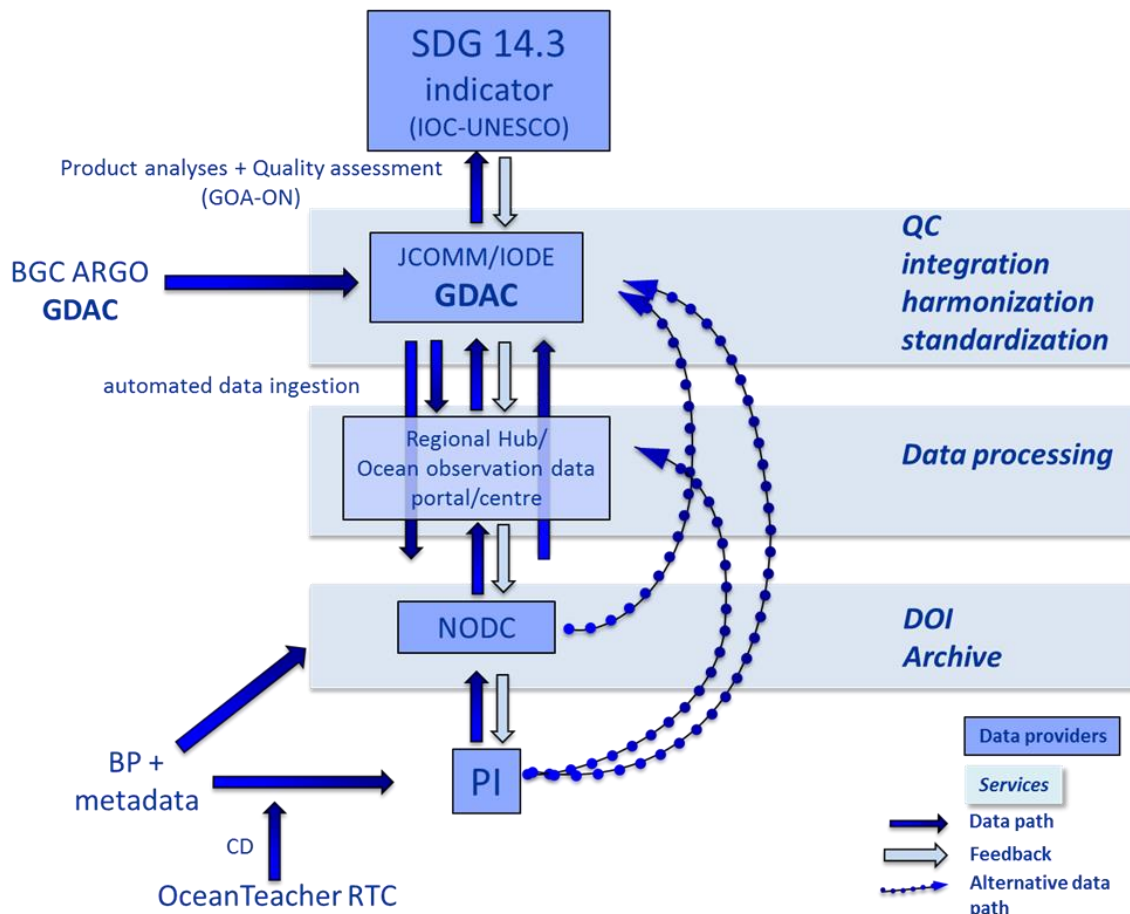 SDG 14.3
indicator
(IOC-UNESCO)
Product analyses + Quality assessment
(GOA-ON)
BGC ARGO
GDAC
JCOMM/IODE
GDAC
QC
integration
harmonization
standardization
automated data ingestion
Regional Hub/
Ocean observation data
portal/centre
Data processing
NODC
DOI
Archive
BP +
metadata
PI
CD
OceanTeacher RTC
Data providers
Services
Data path
Feedback
Alternative data
path